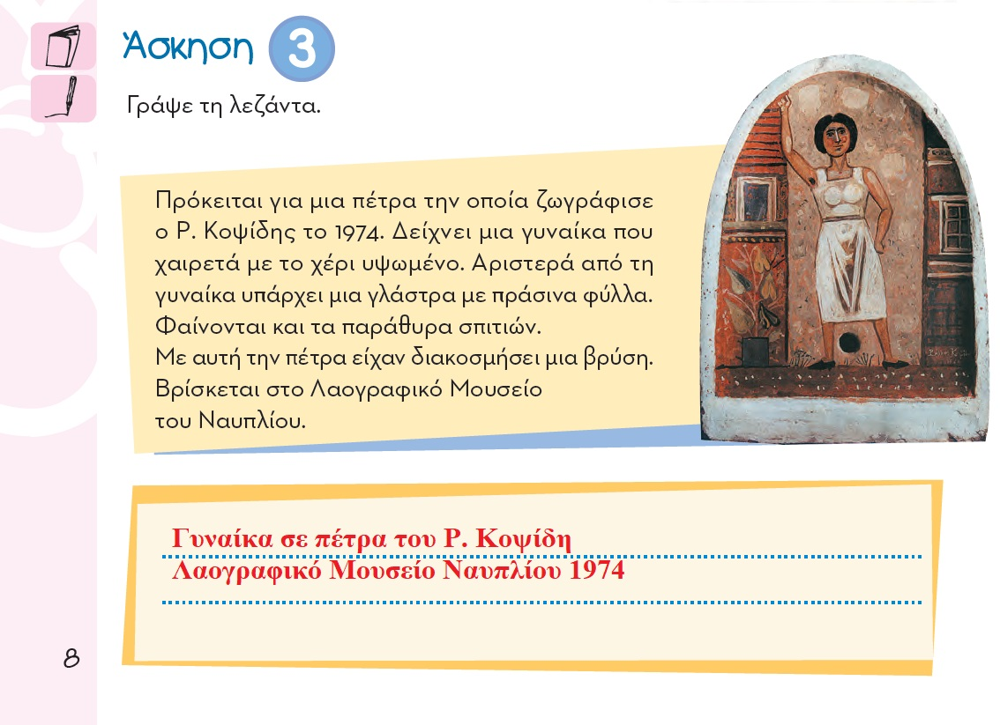 Άσκηση 3
Γράψε τη λεζάντα.
Πρόκειται για μια πέτρα την οποία ζωγράφισε
ο Ρ. Κοψίδης το 1974. Δείχνει μια γυναίκα που
χαιρετά με το χέρι υψωμένο. Αριστερά από τη
γυναίκα υπάρχει μια γλάστρα με πράσινα φύλλα.
Φαίνονται και τα παράθυρα σπιτιών.
Με αυτή την πέτρα είχαν διακοσμήσει μια βρύση.
Βρίσκεται στο Λαογραφικό Μουσείο
του Ναυπλίου.
Γυναίκα σε πέτρα του Ρ. Κοψίδη
Λαογραφικό Μουσείο Ναυπλίου 1974
8